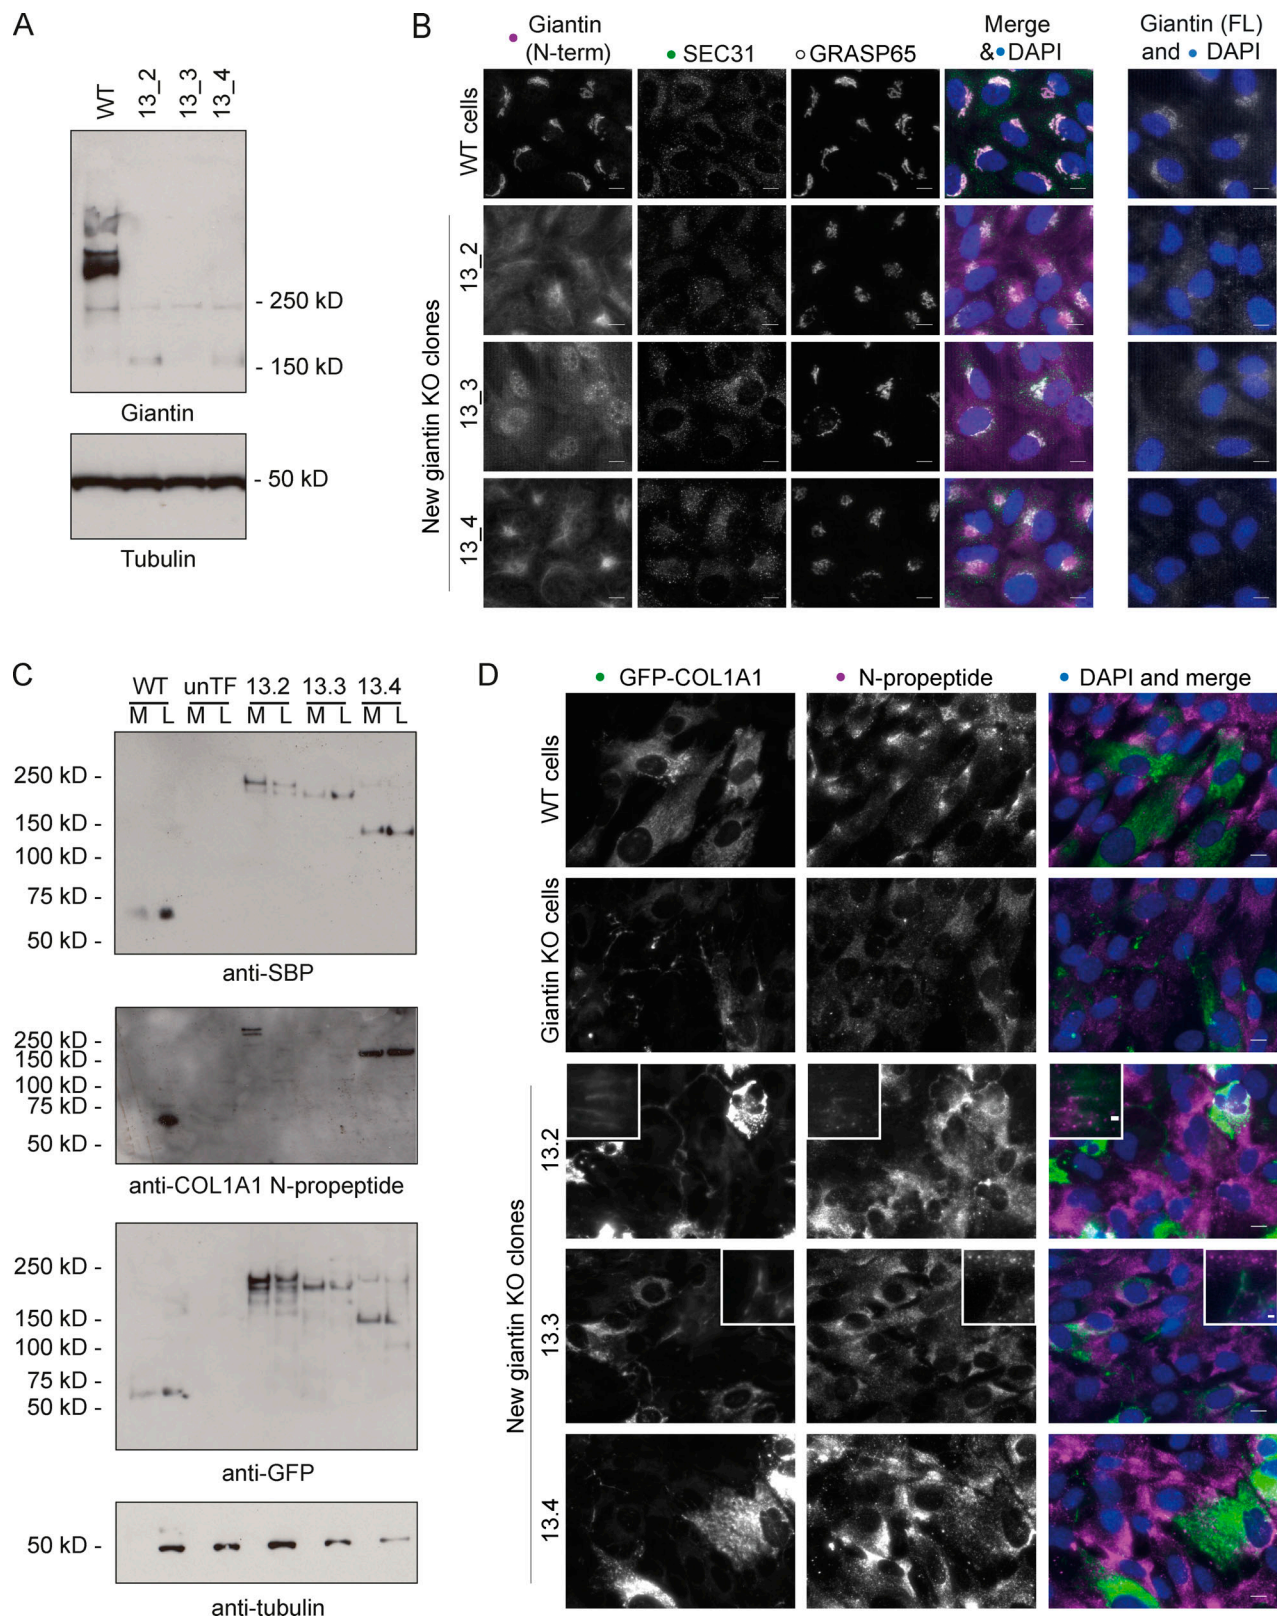 A
WT
13_2
13_3
13_4
- 250 kD
- 150 kD
Giantin
- 50 kD
Tubulin
B
Giantin
(N-term)
SEC31
GRASP65
Merge
& DAPI
Giantin (FL)
and DAPI
WT cells
New giantin KO clones
13_2
13_3
13_4
C
WT unTF 13.2 13.3 13.4
M L M L M L M L M L
250 kD -
150 kD -
100 kD -
75 kD -
50 kD -
anti-SBP
250 kD -
150 kD -
100 kD -
75 kD -
50 kD -
anti-COL1A1 N-propeptide
250 kD -
150 kD -
100 kD -
75 kD -
50 kD -
anti-GFP
50 kD -
anti-tubulin
D
GFP-COL1A1
N-propeptide
DAPI and merge
WT cells
Giantin KO cells
New giantin KO clones
13.2
13.3
13.4